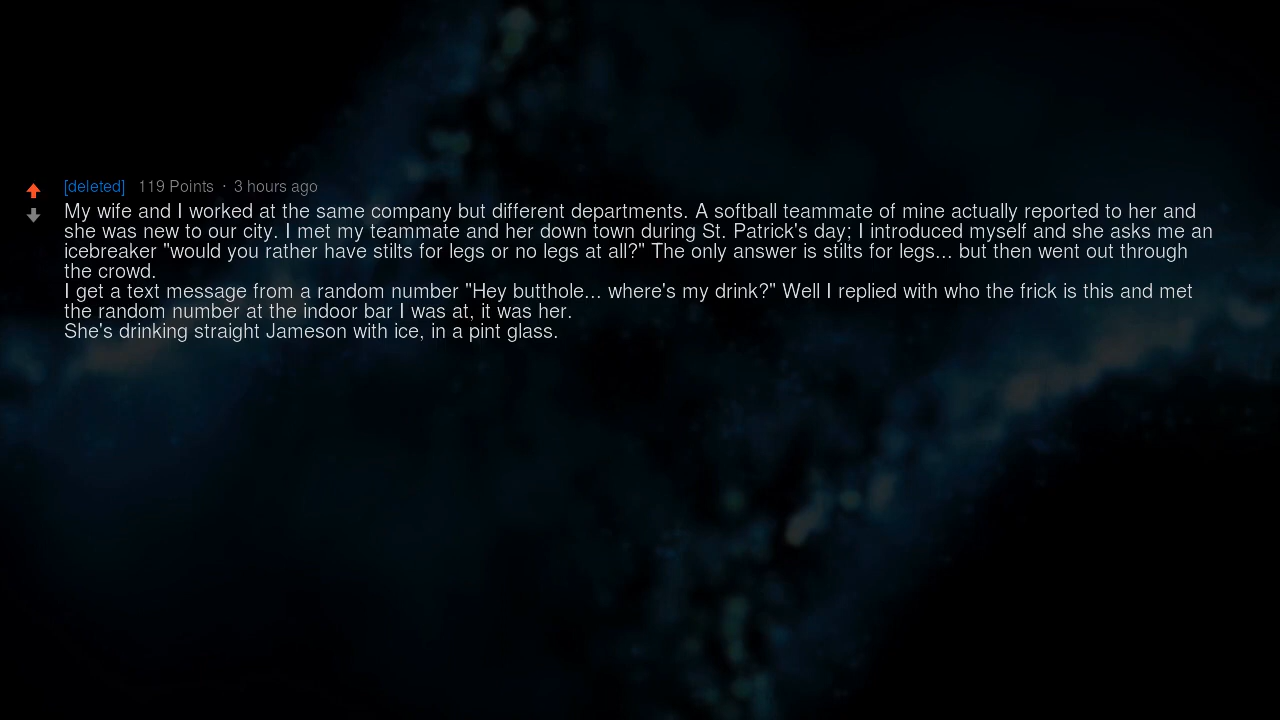 [deleted] 119 Points · 3 hours ago
My wife and I worked at the same company but different departments. A softball teammate of mine actually reported to her and
she was new to our city. I met my teammate and her down town during St. Patrick's day; I introduced myself and she asks me an
icebreaker "would you rather have stilts for legs or no legs at all?" The only answer is stilts for legs... but then went out through
the crowd.
I get a text message from a random number "Hey butthole... where's my drink?" Well I replied with who the frick is this and met
the random number at the indoor bar I was at, it was her.
She's drinking straight Jameson with ice, in a pint glass.